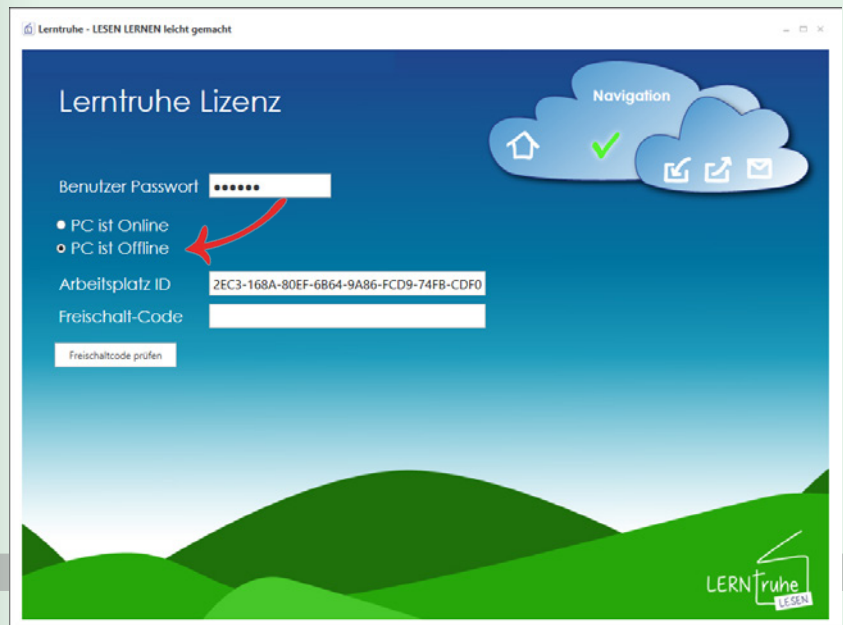 Lerntruhe - LESEN LERNEN leicht gemacht
Lerntruhe Lizenz
Navigation
Benutzer Passwort ••••••
PC ist Online
PC ist Offline
Arbeitsplatz ID 2EC3-168A-80EF-6B64-9A86-FCD9-74FB-CDF0
Freischalt-Code
Freischaltcode prüfen
LERNTruhe
LESEN